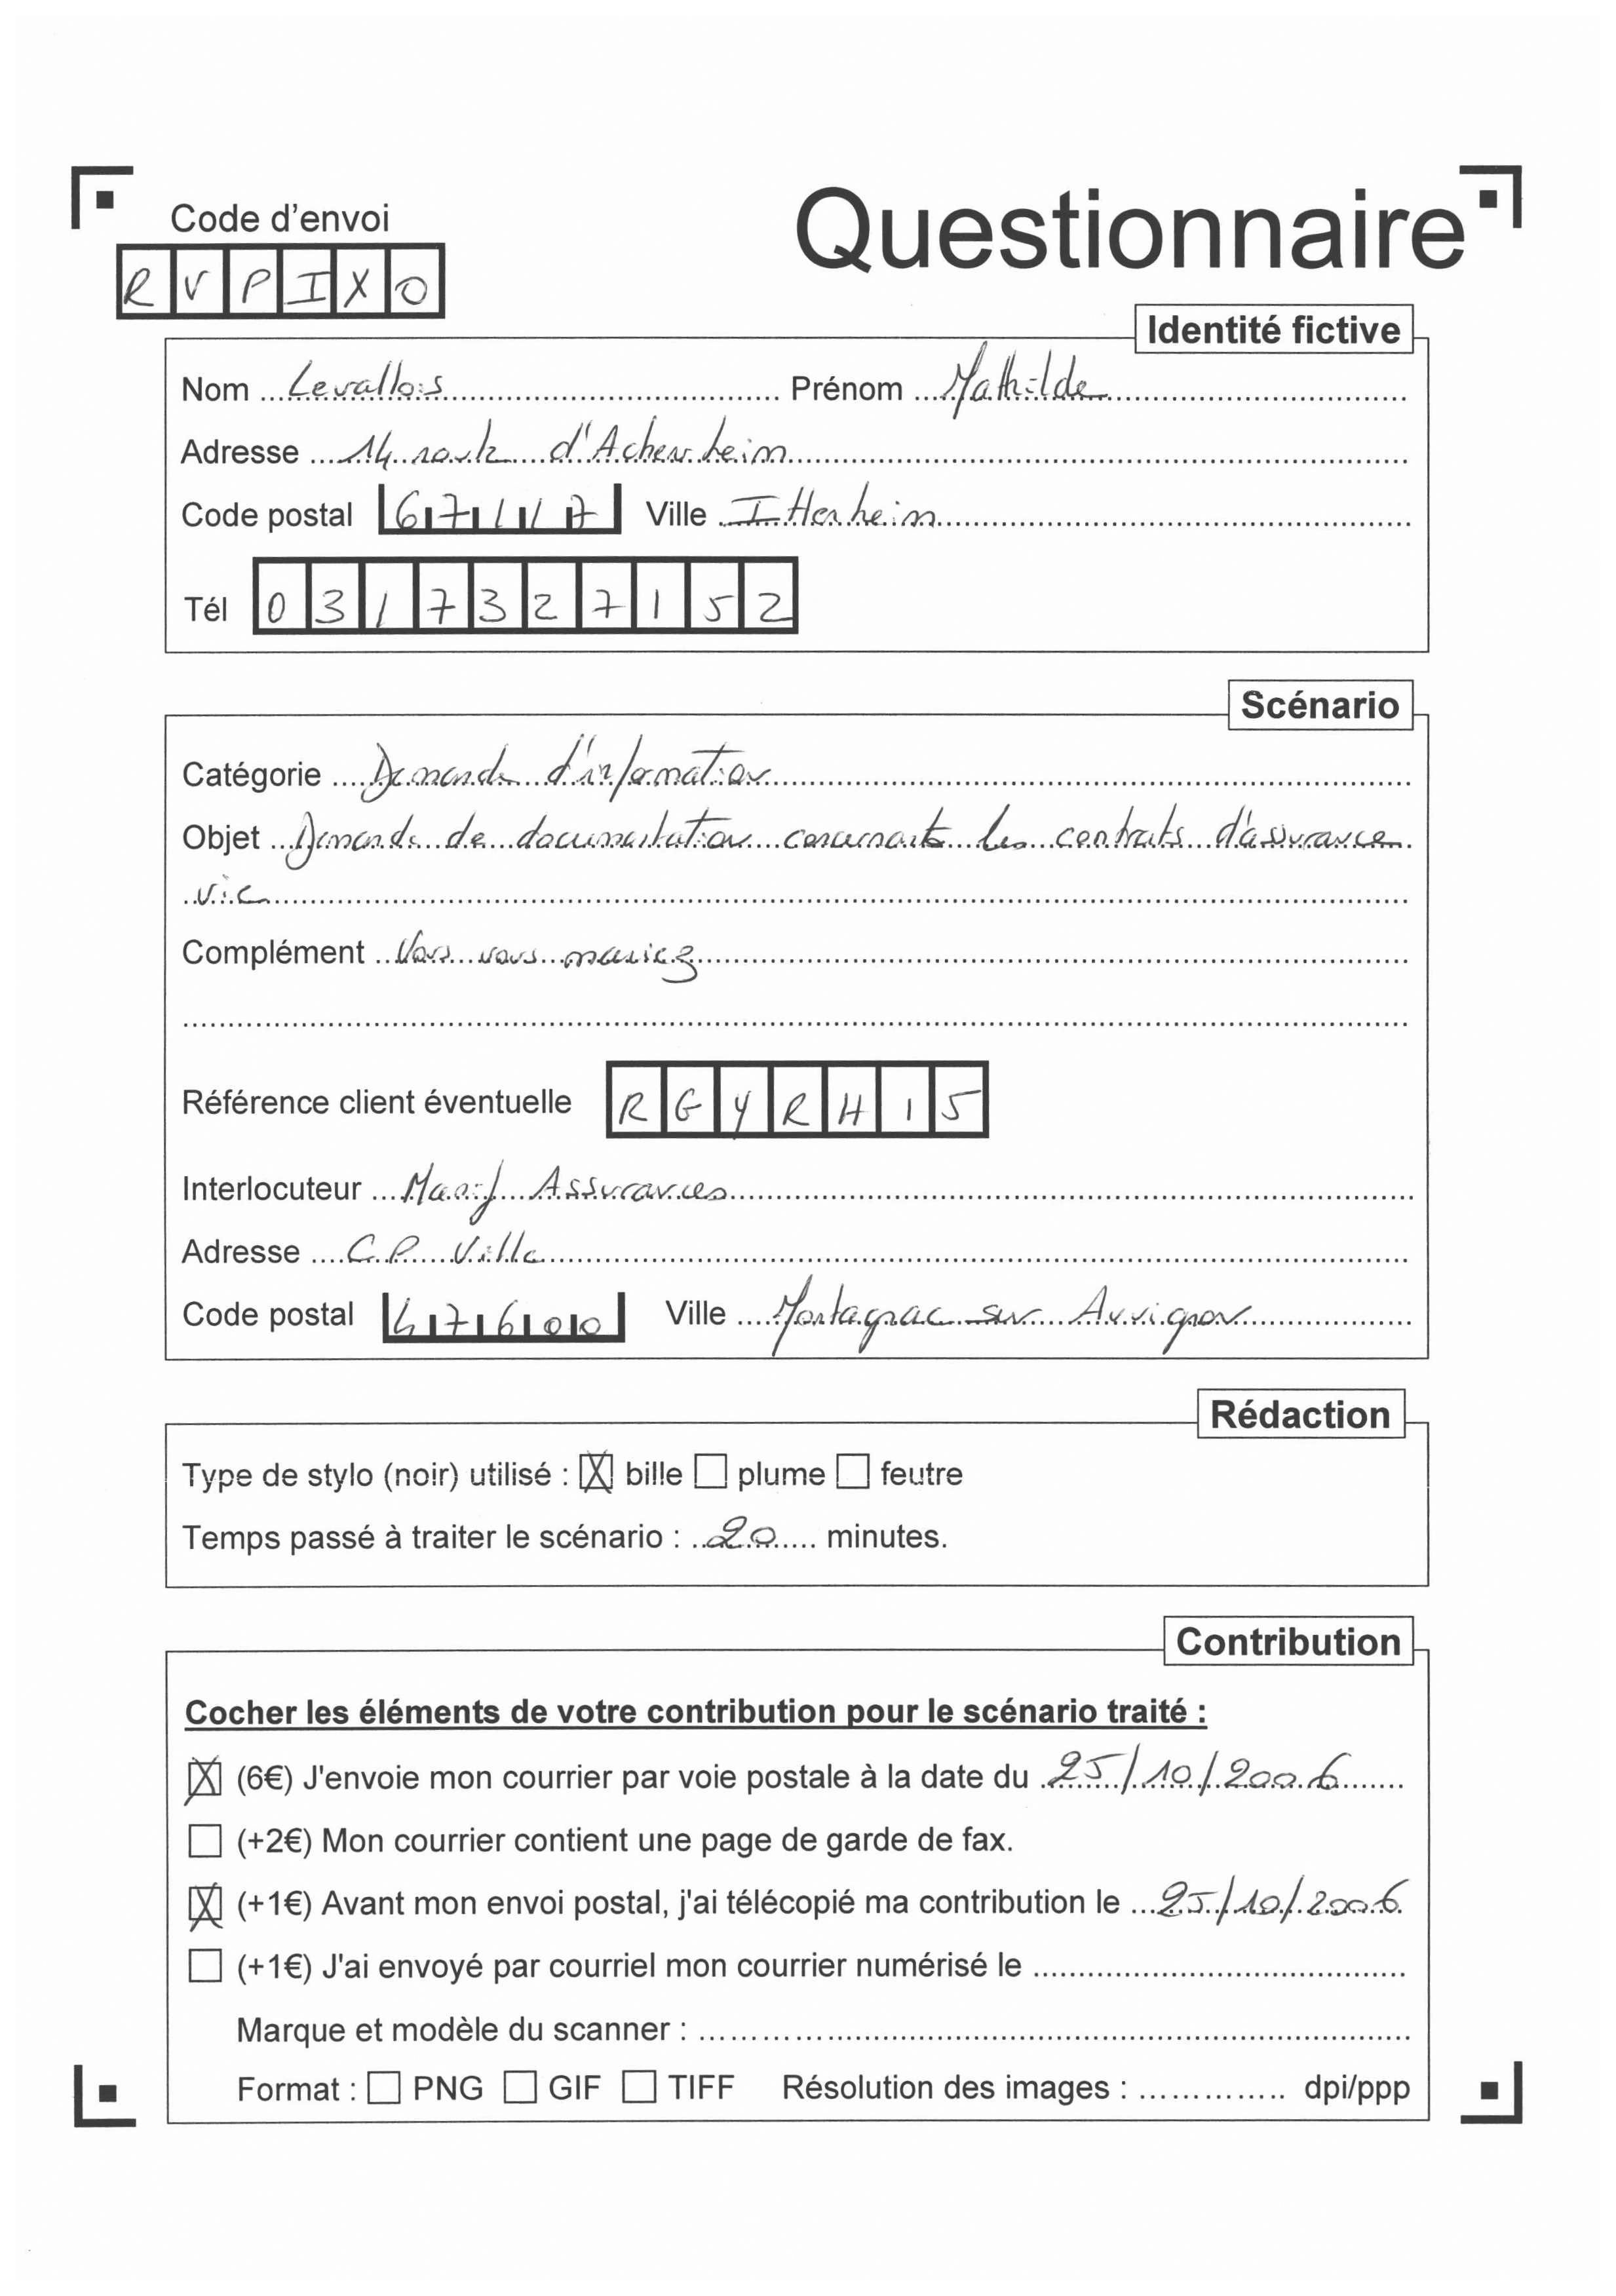 Code d'envoi
Questionnaire
RVPIXO
Identité fictive
Nom Levallois Prénom Mathilde
Adresse 14 route d'Achenheim
Code postal 67117 Ville Ittenheim
Tél 0317327152
Scénario
Catégorie Demande d'information
Objet Demande de documentation concernant les contrats d'assurance
vie
Complément Vous vous mariez
Référence client éventuelle RGYRH15
Interlocuteur Maaf Assurances
Adresse C.P. Ville
Code postal 47600 Ville Montagnac sur Auvignon
Rédaction
Type de stylo (noir) utilisé : ☒ bille ☐ plume ☐ feutre
Temps passé à traiter le scénario : 20 minutes.
Contribution
Cocher les éléments de votre contribution pour le scénario traité :
☒ (6€) J'envoie mon courrier par voie postale à la date du 25/10/2006
☐ (+2€) Mon courrier contient une page de garde de fax.
☒ (+1€) Avant mon envoi postal, j'ai télécopié ma contribution le 25/10/2006
☐ (+1€) J'ai envoyé par courriel mon courrier numérisé le
Marque et modèle du scanner :
Format : ☐ PNG ☐ GIF ☐ TIFF Résolution des images : dpi/ppp